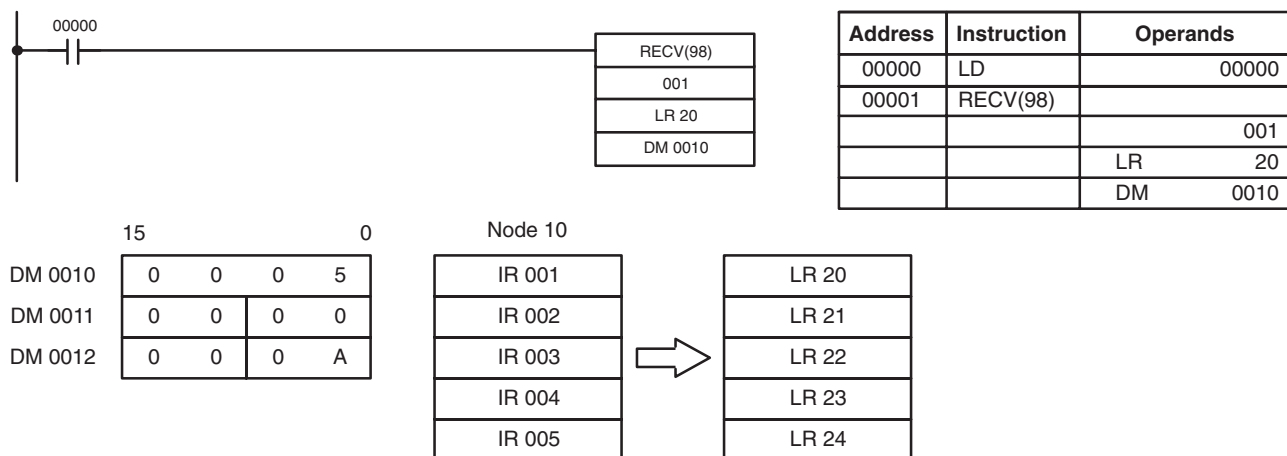 00000
RECV(98)
001
LR 20
DM 0010
Address Instruction Operands
00000 LD 00000
00001 RECV(98)
001
LR 20
DM 0010
15 0
Node 10
DM 0010 0 0 0 5 IR 001 LR 20
DM 0011 0 0 0 0 IR 002 LR 21
DM 0012 0 0 0 A IR 003 LR 22
IR 004 LR 23
IR 005 LR 24